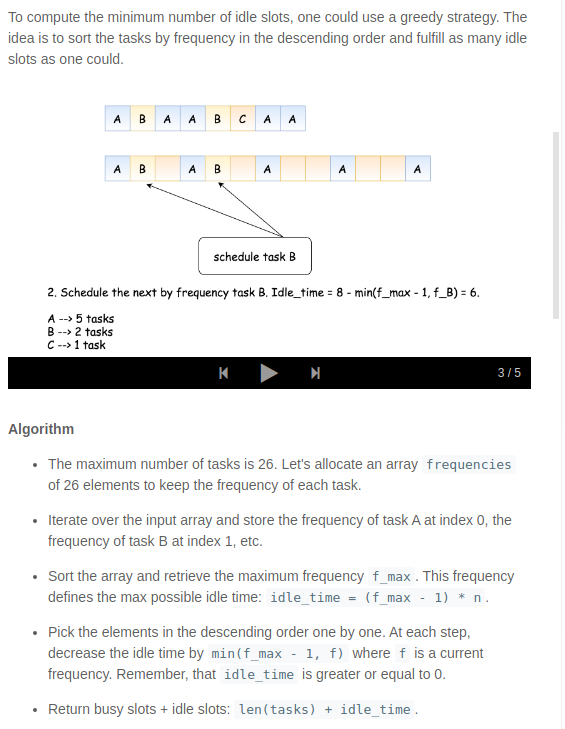 To compute the minimum number of idle slots, one could use a greedy strategy. The
idea is to sort the tasks by frequency in the descending order and fulfill as many idle
slots as one could.
A B A A B C A A
A B A B A A A
schedule task B
2. Schedule the next by frequency task B. Idle_time = 8 - min(f_max - 1, f_B) = 6.
A --> 5 tasks
B --> 2 tasks
C --> 1 task
3 / 5
Algorithm
• The maximum number of tasks is 26. Let's allocate an array frequencies
of 26 elements to keep the frequency of each task.
• Iterate over the input array and store the frequency of task A at index 0, the
frequency of task B at index 1, etc.
• Sort the array and retrieve the maximum frequency f_max . This frequency
defines the max possible idle time: idle_time = (f_max - 1) * n .
• Pick the elements in the descending order one by one. At each step,
decrease the idle time by min(f_max - 1, f) where f is a current
frequency. Remember, that idle_time is greater or equal to 0.
• Return busy slots + idle slots: len(tasks) + idle_time .